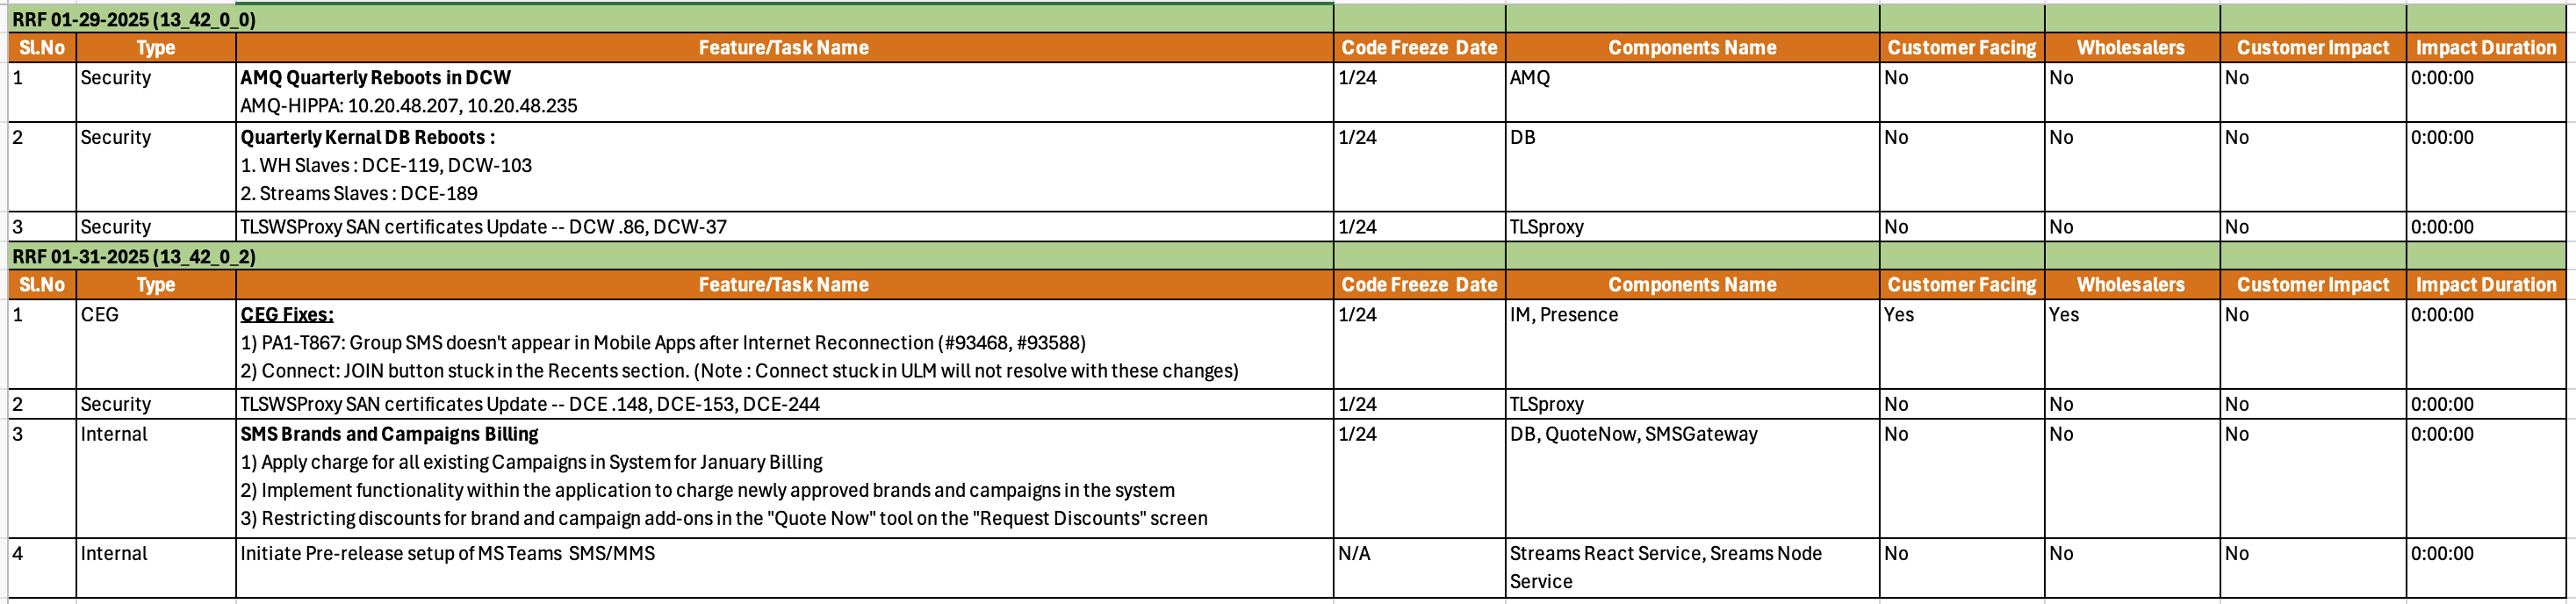 RRF 01-29-2025 (13_42_0_0)
Sl.No Type Feature/Task Name Code Freeze Date Components Name Customer Facing Wholesalers Customer Impact Impact Duration
1 Security AMQ Quarterly Reboots in DCW 1/24 AMQ No No No 0:00:00
AMQ-HIPPA: 10.20.48.207, 10.20.48.235
2 Security Quarterly Kernal DB Reboots : 1/24 DB No No No 0:00:00
1. WH Slaves : DCE-119, DCW-103
2. Streams Slaves : DCE-189
3 Security TLSWSProxy SAN certificates Update -- DCW .86, DCW-37 1/24 TLSproxy No No No 0:00:00
RRF 01-31-2025 (13_42_0_2)
Sl.No Type Feature/Task Name Code Freeze Date Components Name Customer Facing Wholesalers Customer Impact Impact Duration
1 CEG CEG Fixes: 1/24 IM, Presence Yes Yes No 0:00:00
1) PA1-T867: Group SMS doesn't appear in Mobile Apps after Internet Reconnection (#93468, #93588)
2) Connect: JOIN button stuck in the Recents section. (Note : Connect stuck in ULM will not resolve with these changes)
2 Security TLSWSProxy SAN certificates Update -- DCE .148, DCE-153, DCE-244 1/24 TLSproxy No No No 0:00:00
3 Internal SMS Brands and Campaigns Billing 1/24 DB, QuoteNow, SMSGateway No No No 0:00:00
1) Apply charge for all existing Campaigns in System for January Billing
2) Implement functionality within the application to charge newly approved brands and campaigns in the system
3) Restricting discounts for brand and campaign add-ons in the "Quote Now" tool on the "Request Discounts" screen
4 Internal Initiate Pre-release setup of MS Teams SMS/MMS N/A Streams React Service, Sreams Node No No No 0:00:00
Service